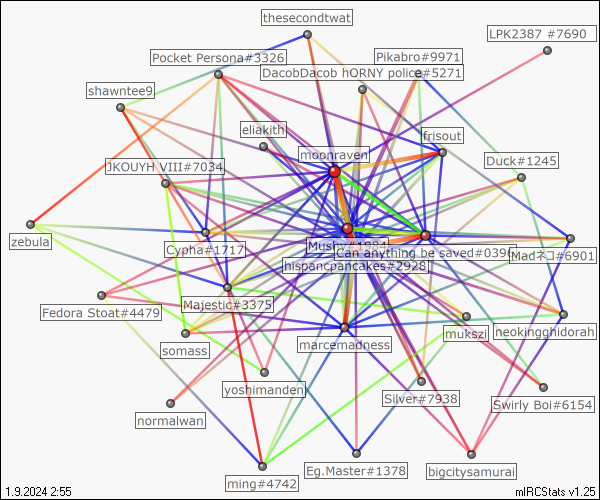 thesecondtwat
LPK2387 #7690
Pocket Persona#3326
Pikabro#9971
DacobDacob hORNY police#5271
shawntee9
eliakith
frisout
moonraven
JKOUYH VIII#7034
Duck#1245
zebula
Cypha#1717
Mushy#1984
Can anything be saved#0396
Madネコ#6901
hispancpancakes#2928
Fedora Stoat#4479
Majestic#3375
somass
marcemadness
mukszi
neokingghidorah
yoshimandenj
normalwan
Silver#7938
Swirly Boi#6154
ming#4742
Eg.Master#1378
bigcitysamurai
1.9.2024 2:55
mIRCStats v1.25